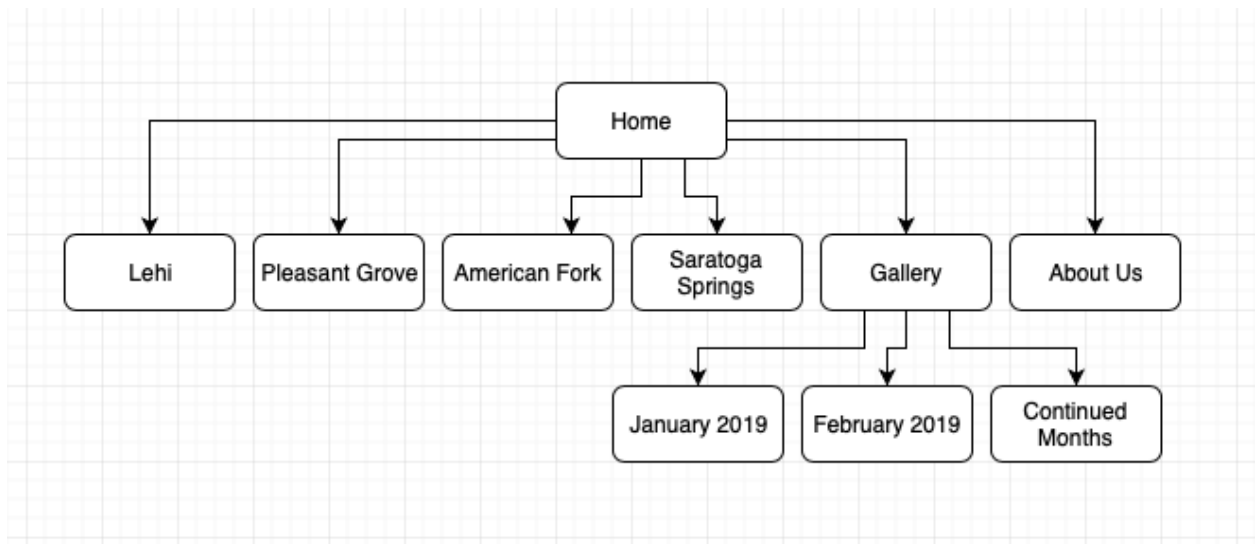 Home
Lehi
Pleasant Grove
American Fork
Saratoga
Springs
Gallery
About Us
January 2019
February 2019
Continued
Months